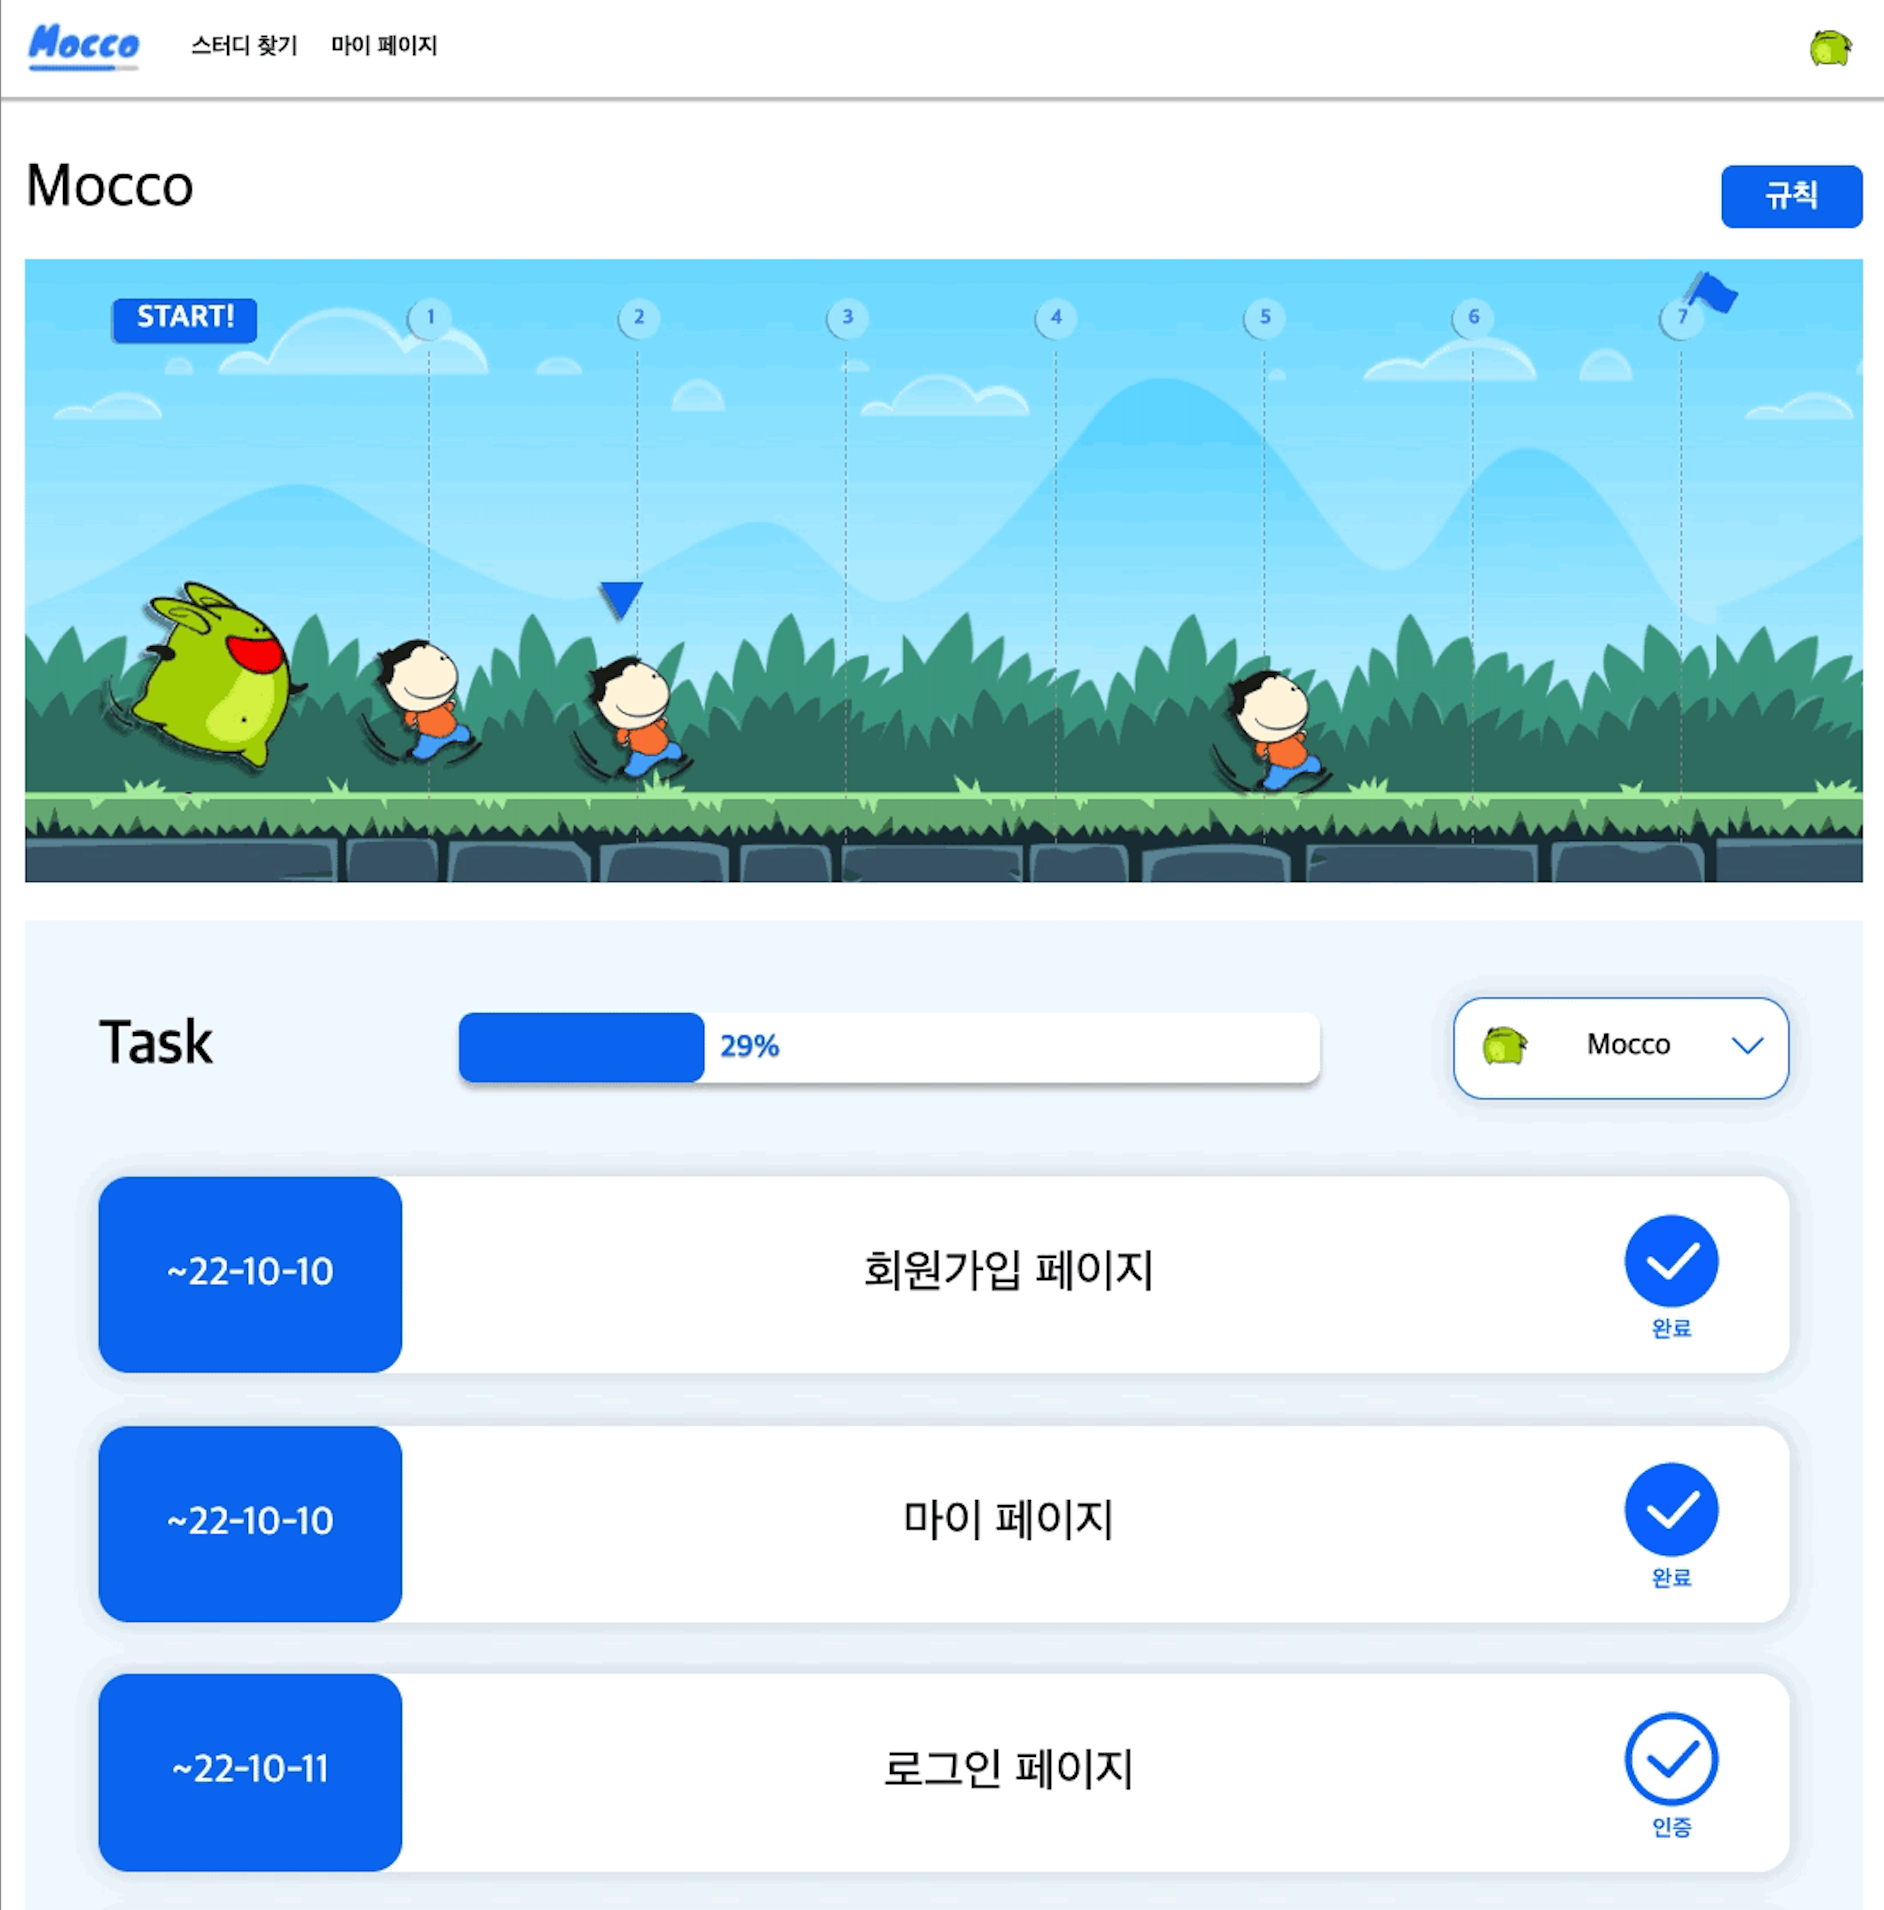 Mocco
스터디 찾기
마이 페이지
Mocco
규칙
START!
1
2
3
4
5
6
7
Task
29%
Mocco
~22-10-10
회원가입 페이지
완료
~22-10-10
마이 페이지
완료
~22-10-11
로그인 페이지
인증